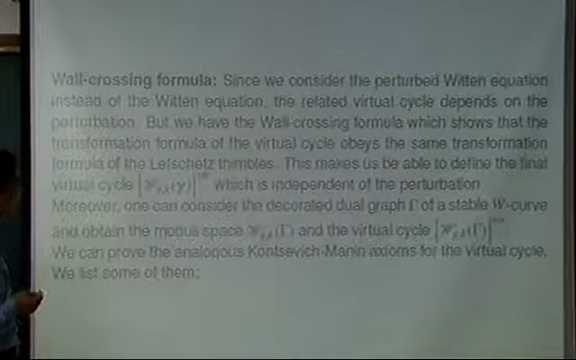 Wall-crossing formula: Since we consider the perturbed Witten equation
instead of the Witten equation, the related virtual cycle depends on the
perturbation. But we have the Wall-crossing formula which shows that the
transformation formula of the virtual cycle obeys the same transformation
formula of the Lefschetz thimbles. This makes us be able to define the final
virtual cycle which is independent of the perturbation
Moreover, one can consider the decorated dual graph Γ of a stable W-curve
and obtain the modus space and the virtual cycle
We can prove the analogous Kontsevich-Manin axioms for the virtual cycle.
We list some of them: